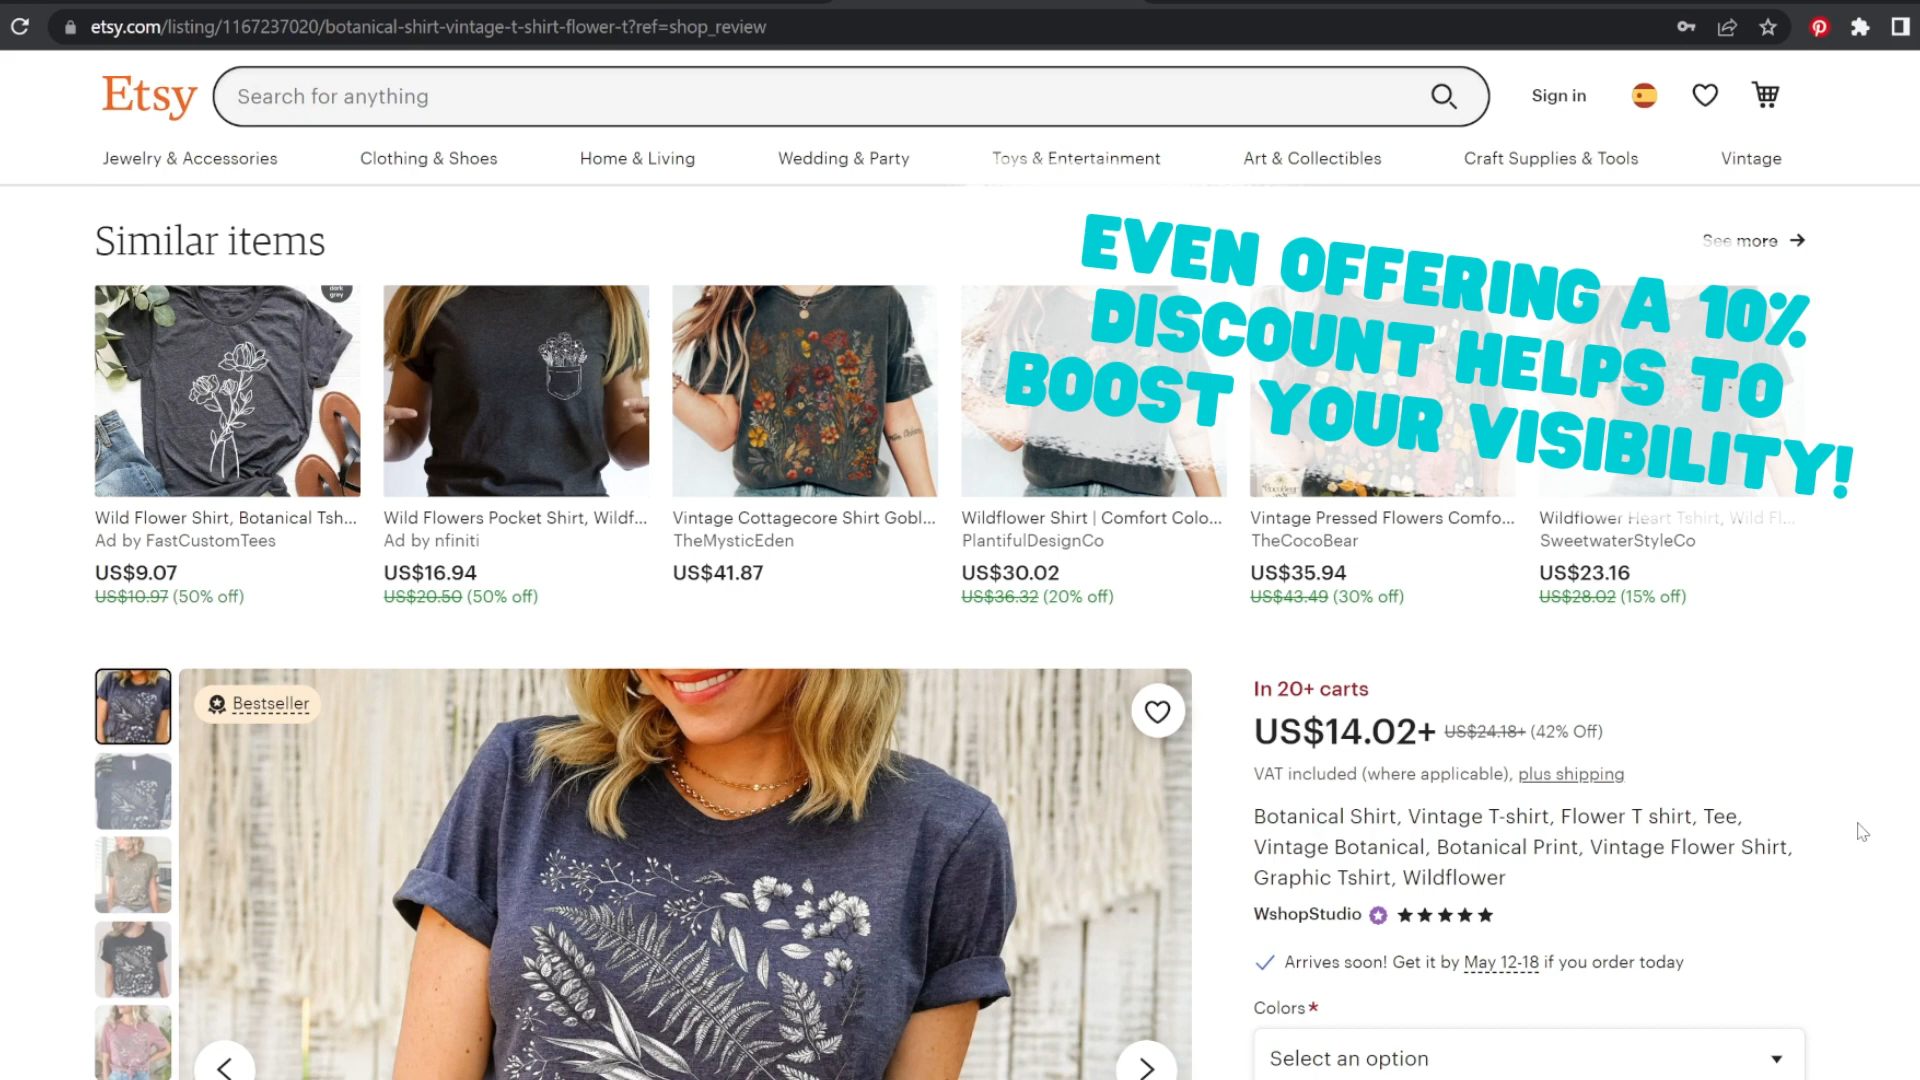 etsy.com/listing/1167237020/botanical-shirt-vintage-t-shirt-flower-t?ref=shop_review
Etsy
Search for anything
Sign in
Jewelry & Accessories
Clothing & Shoes
Home & Living
Wedding & Party
Toys & Entertainment
Art & Collectibles
Craft Supplies & Tools
Vintage
Similar items
See more
EVEN OFFERING A 10%
DISCOUNT HELPS TO
BOOST YOUR VISIBILITY!
dark
grey
Wild Flower Shirt, Botanical Tsh...
Ad by FastCustomTees
US$9.07
US$10.97 (50% off)
Wild Flowers Pocket Shirt, Wildf...
Ad by nfiniti
US$16.94
US$20.50 (50% off)
Vintage Cottagecore Shirt Gobl...
TheMysticEden
US$41.87
Wildflower Shirt | Comfort Colo...
PlantifulDesignCo
US$30.02
US$36.32 (20% off)
Vintage Pressed Flowers Comfo...
TheCocoBear
US$35.94
US$43.49 (30% off)
Wildflower Heart Tshirt, Wild Fl...
SweetwaterStyleCo
US$23.16
US$28.02 (15% off)
Bestseller
In 20+ carts
US$14.02+ US$24.18+ (42% Off)
VAT included (where applicable), plus shipping
Botanical Shirt, Vintage T-shirt, Flower T shirt, Tee,
Vintage Botanical, Botanical Print, Vintage Flower Shirt,
Graphic Tshirt, Wildflower
WshopStudio
Arrives soon! Get it by May 12-18 if you order today
Colors *
Select an option